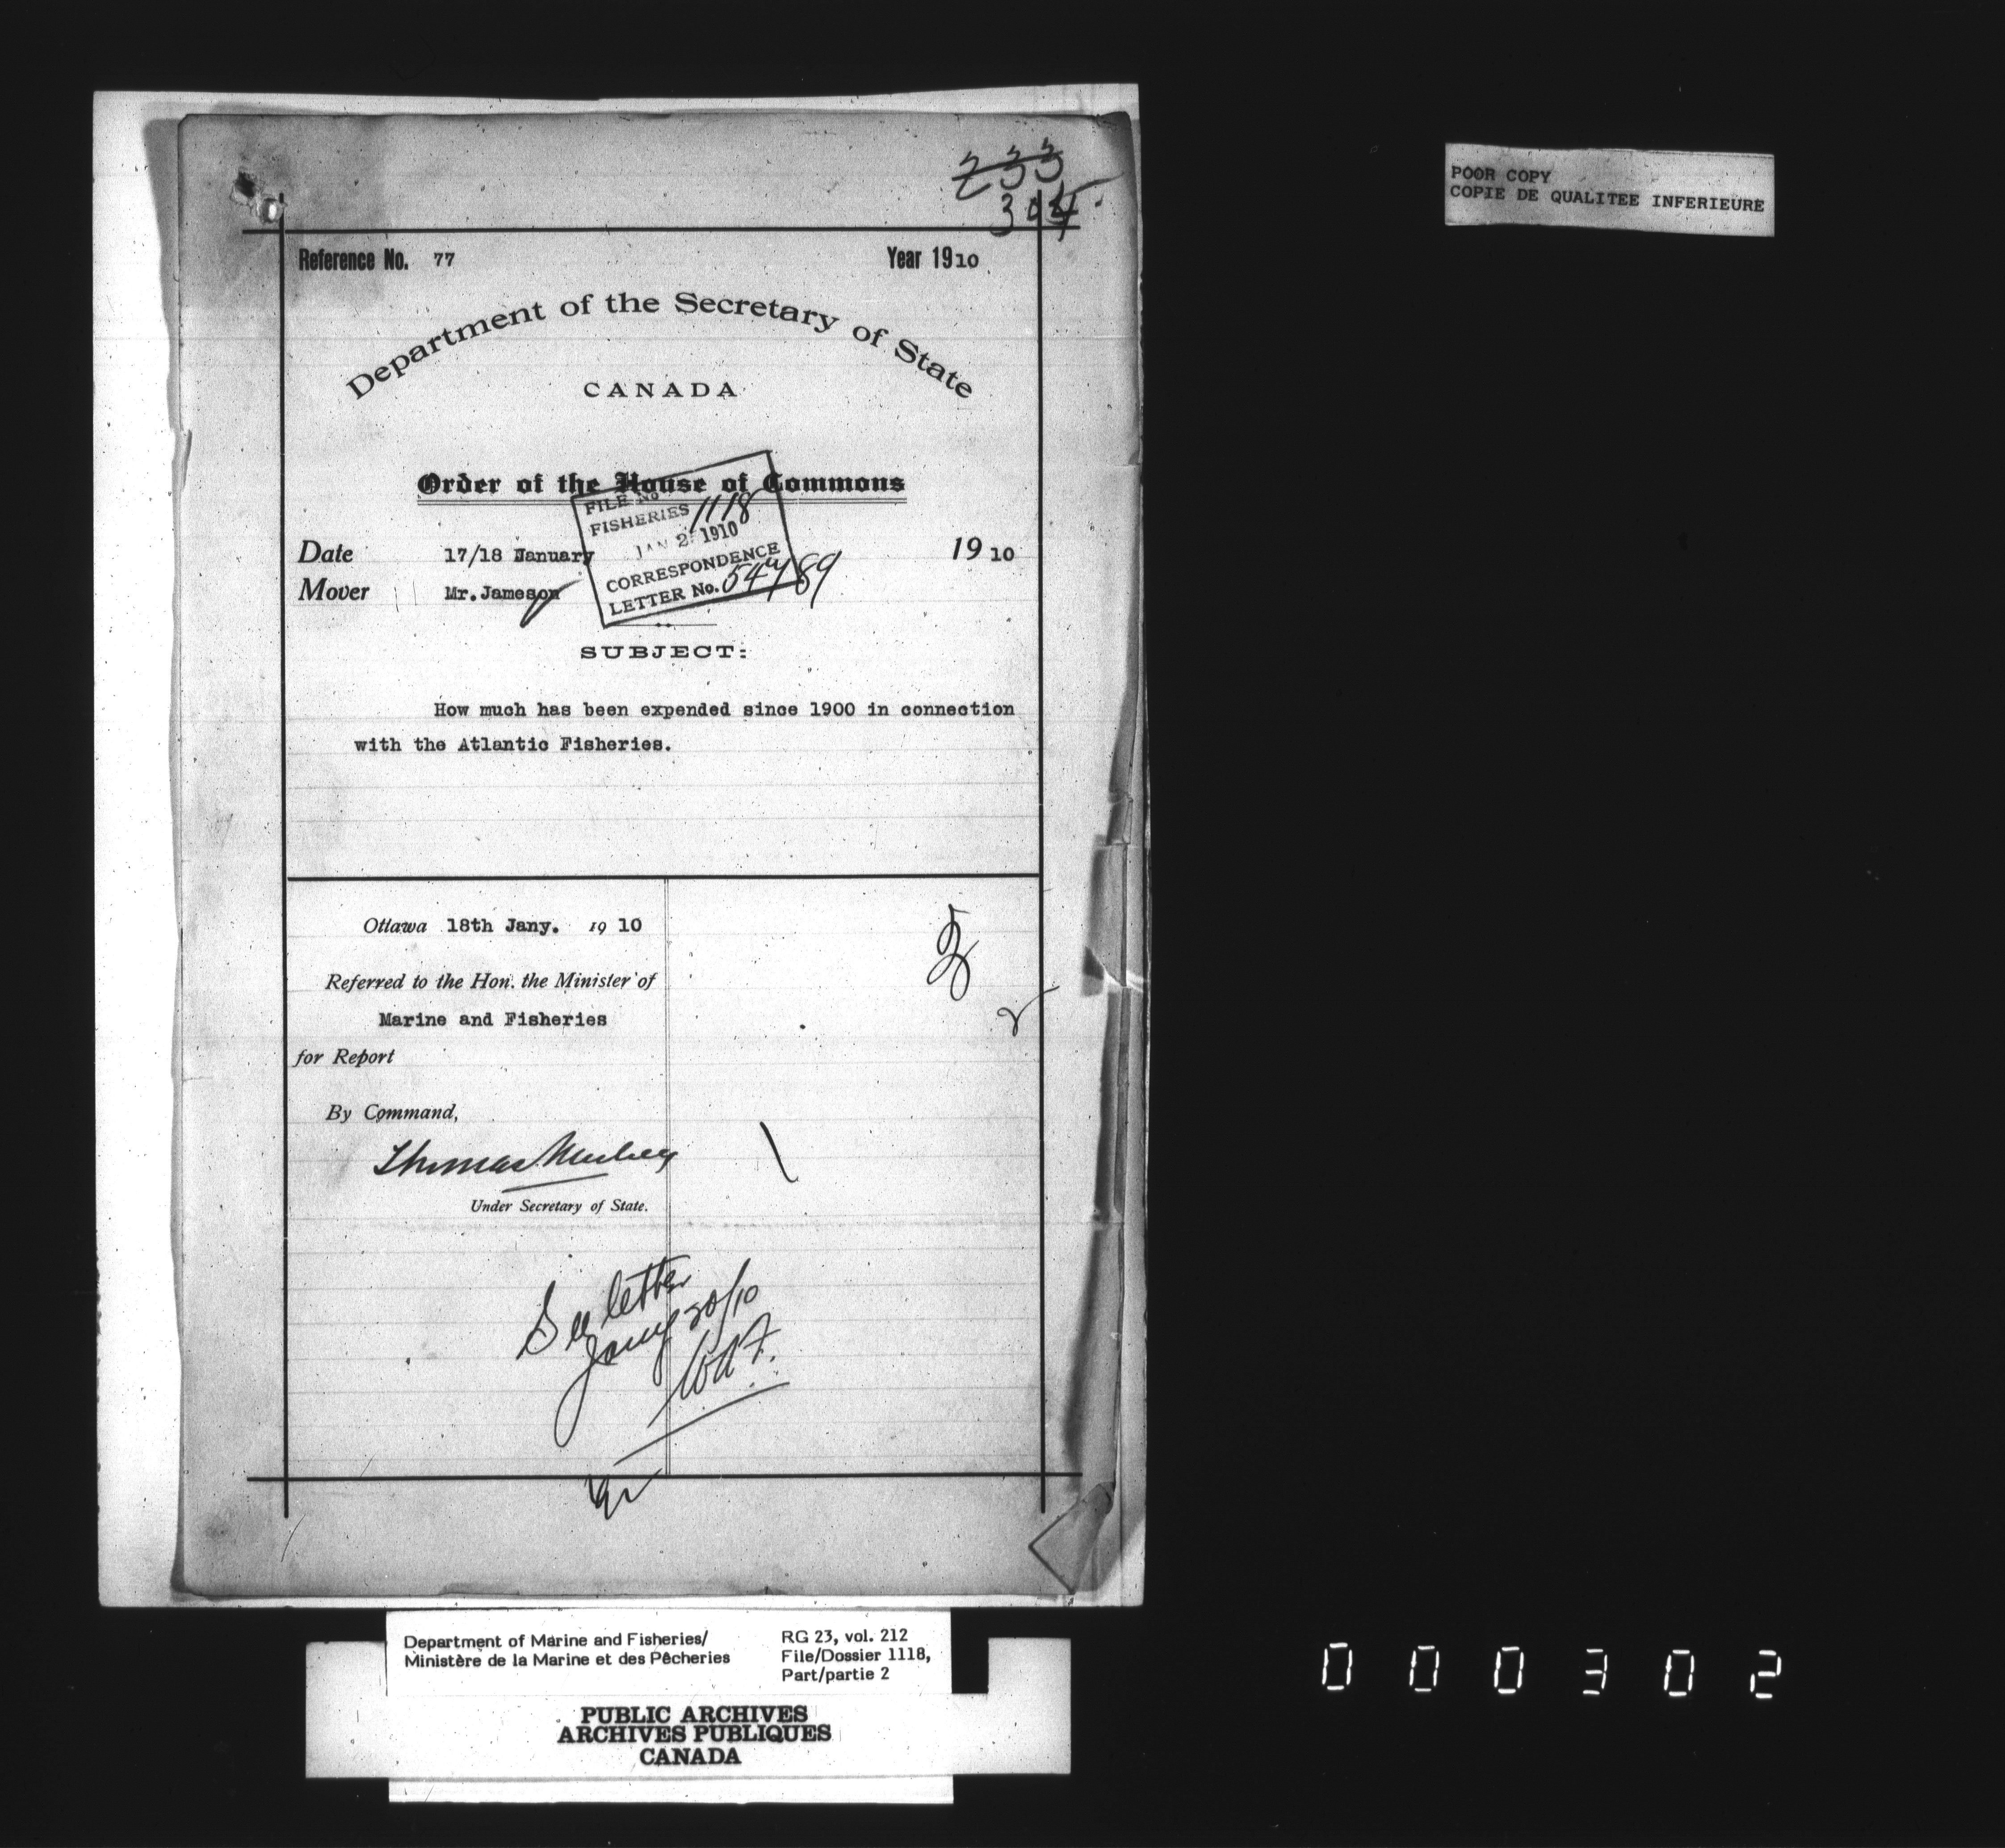 233
304
POOR COPY
COPIE DE QUALITEE INFERIEURE
Reference No. 77 Year 1910
Department of the Secretary of State
CANADA
Order of the House of Commons
FILE No
FISHERIES 1118
JAN 2 1910
CORRESPONDENCE
LETTER No. 54489
Date 17/18 January 1910
Mover Mr. Jameson
SUBJECT:
How much has been expended since 1900 in connection
with the Atlantic Fisheries.
Ottawa 18th Jany. 19 10
Referred to the Hon. the Minister of
Marine and Fisheries
for Report
By Command,
Thomas Mulvey
Under Secretary of State.
See letter
Jany 20/10
Department of Marine and Fisheries/
Ministère de la Marine et des Pêcheries
RG 23, vol. 212
File/Dossier 1118,
Part/partie 2
PUBLIC ARCHIVES
ARCHIVES PUBLIQUES
CANADA
000302